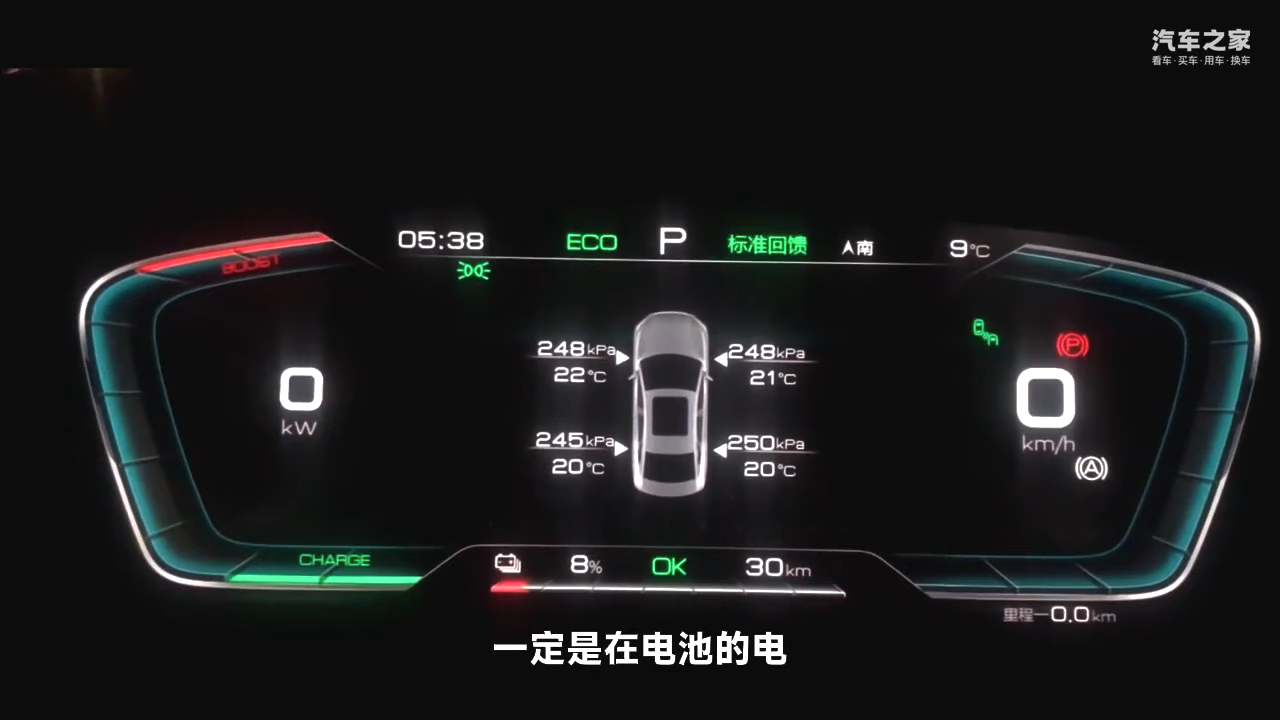 汽车之家
看车·买车·用车·换车
05:38 ECO P 标准回馈 南 9°C
BOOST
248kPa 248kPa
22°C 21°C
0 0
kW km/h
245kPa 250kPa
20°C 20°C
CHARGE 8% OK 30km
里程一0.0km
一定是在电池的电